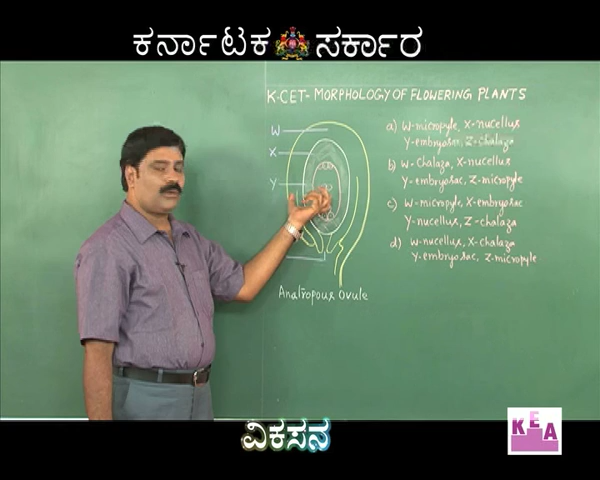 ಕರ್ನಾಟಕ ಸರ್ಕಾರ
K-CET- MORPHOLOGY OF FLOWERING PLANTS
W
X
Y
a) W-micropyle, X-nucellus
Y-embryosac, Z-chalaza
b) W-chalaza, X-nucellus
Y-embryosac, Z-micropyle
c) W-micropyle, X-embryosac
Y-nucellus, Z-chalaza
d) W-nucellus, X-chalaza
Y-embryosac, Z-micropyle
Anatropous Ovule
ವಿಕಸನ
KEA